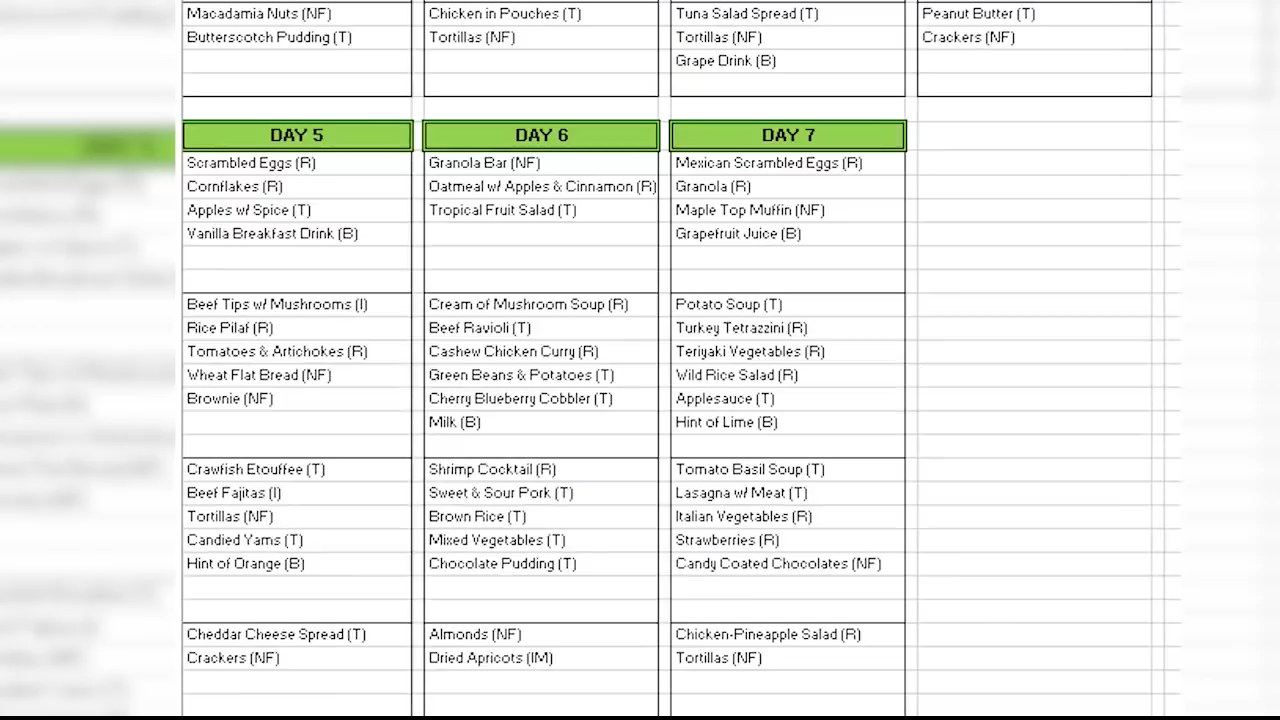 Macadamia Nuts (NF)
Butterscotch Pudding (T)
Chicken in Pouches (T)
Tortillas (NF)
Tuna Salad Spread (T)
Tortillas (NF)
Grape Drink (B)
Peanut Butter (T)
Crackers (NF)
DAY 5
Scrambled Eggs (R)
Cornflakes (R)
Apples w/ Spice (T)
Vanilla Breakfast Drink (B)
Beef Tips w/ Mushrooms (I)
Rice Pilaf (R)
Tomatoes & Artichokes (R)
Wheat Flat Bread (NF)
Brownie (NF)
Crawfish Etouffee (T)
Beef Fajitas (I)
Tortillas (NF)
Candied Yams (T)
Hint of Orange (B)
Cheddar Cheese Spread (T)
Crackers (NF)
DAY 6
Granola Bar (NF)
Oatmeal w/ Apples & Cinnamon (R)
Tropical Fruit Salad (T)
Cream of Mushroom Soup (R)
Beef Ravioli (T)
Cashew Chicken Curry (R)
Green Beans & Potatoes (T)
Cherry Blueberry Cobbler (T)
Milk (B)
Shrimp Cocktail (R)
Sweet & Sour Pork (T)
Brown Rice (T)
Mixed Vegetables (T)
Chocolate Pudding (T)
Almonds (NF)
Dried Apricots (IM)
DAY 7
Mexican Scrambled Eggs (R)
Granola (R)
Maple Top Muffin (NF)
Grapefruit Juice (B)
Potato Soup (T)
Turkey Tetrazzini (R)
Teriyaki Vegetables (R)
Wild Rice Salad (R)
Applesauce (T)
Hint of Lime (B)
Tomato Basil Soup (T)
Lasagna w/ Meat (T)
Italian Vegetables (R)
Strawberries (R)
Candy Coated Chocolates (NF)
Chicken-Pineapple Salad (R)
Tortillas (NF)